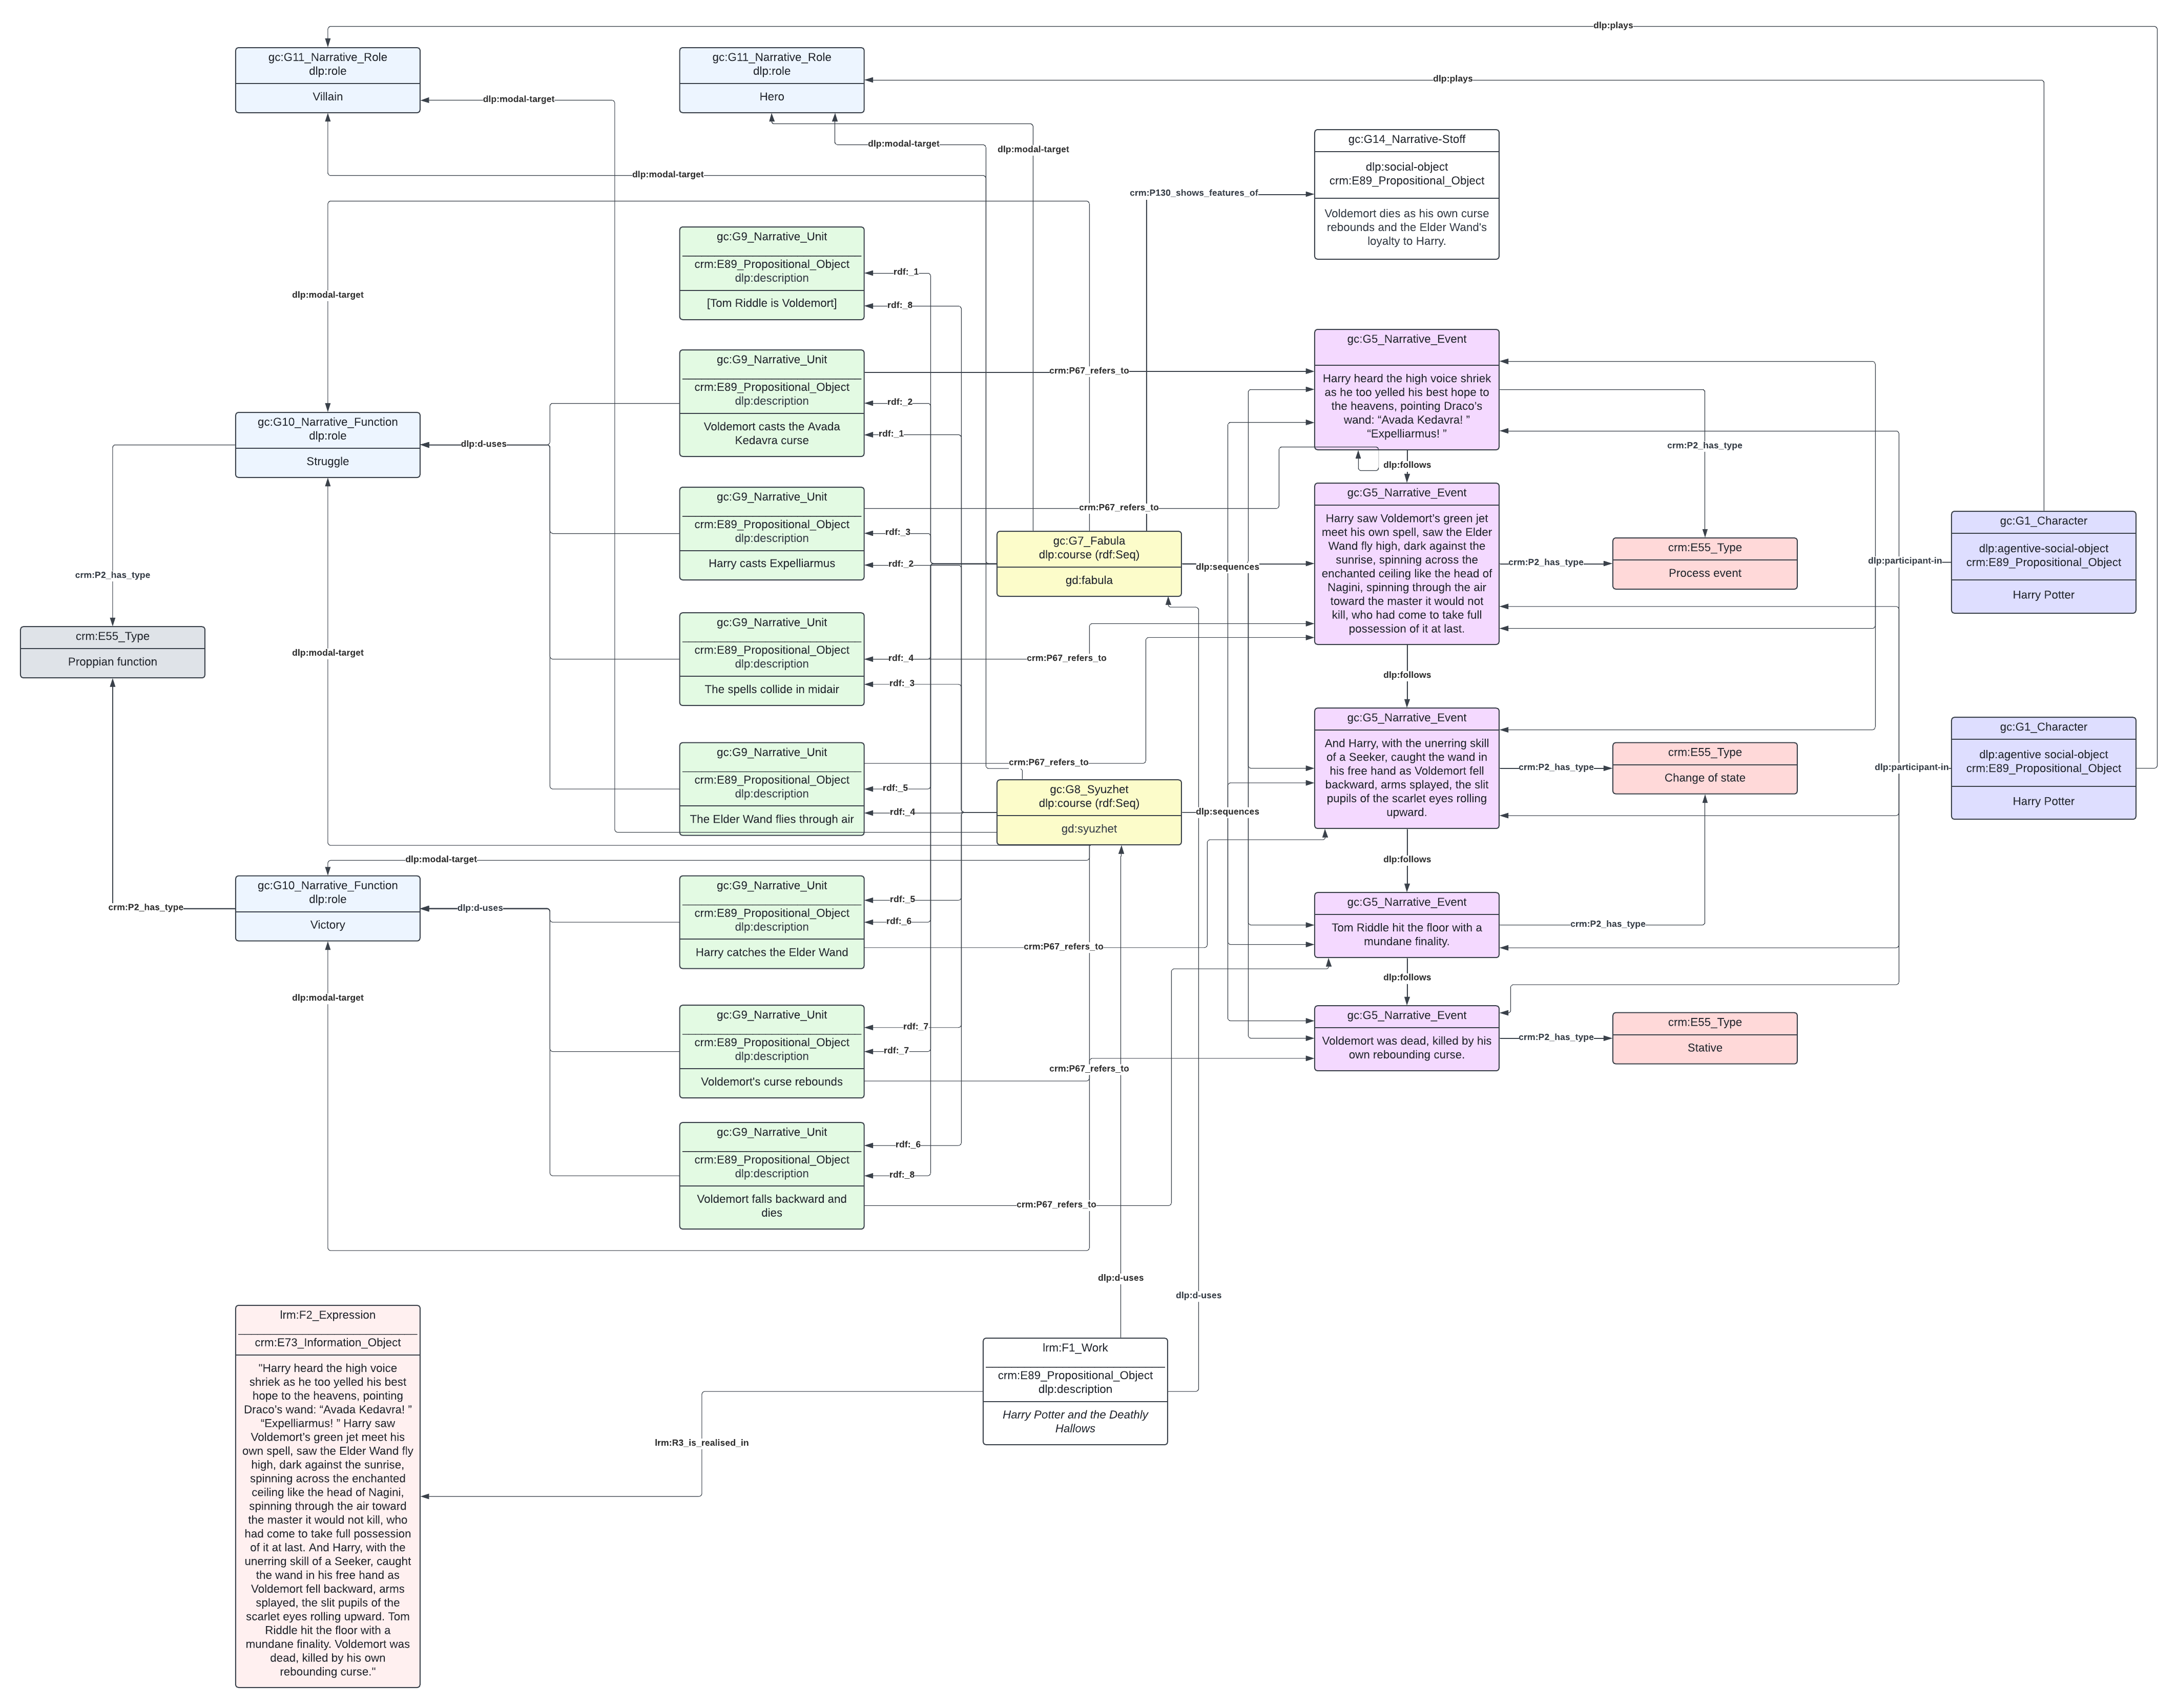 dlp:plays
gc:G11_Narrative_Role
dlp:role
Villain
gc:G11_Narrative_Role
dlp:role
Hero
dlp:plays
dlp:modal-target
dlp:modal-target
dlp:modal-target
dlp:modal-target
gc:G14_Narrative-Stoff
dlp:social-object
crm:E89_Propositional_Object
Voldemort dies as his own curse
rebounds and the Elder Wand's
loyalty to Harry.
crm:P130_shows_features_of
gc:G9_Narrative_Unit
crm:E89_Propositional_Object
dlp:description
[Tom Riddle is Voldemort]
rdf:_1
rdf:_8
dlp:modal-target
gc:G9_Narrative_Unit
crm:E89_Propositional_Object
dlp:description
Voldemort casts the Avada
Kedavra curse
rdf:_2
rdf:_1
crm:P67_refers_to
gc:G5_Narrative_Event
Harry heard the high voice shriek
as he too yelled his best hope to
the heavens, pointing Draco's
wand: “Avada Kedavra! ”
“Expelliarmus! ”
crm:P2_has_type
dlp:follows
gc:G10_Narrative_Function
dlp:role
Struggle
dlp:d-uses
gc:G9_Narrative_Unit
crm:E89_Propositional_Object
dlp:description
Harry casts Expelliarmus
rdf:_3
rdf:_2
crm:P67_refers_to
gc:G7_Fabula
dlp:course (rdf:Seq)
gd:fabula
dlp:sequences
gc:G5_Narrative_Event
Harry saw Voldemort's green jet
meet his own spell, saw the Elder
Wand fly high, dark against the
sunrise, spinning across the
enchanted ceiling like the head of
Nagini, spinning through the air
toward the master it would not
kill, who had come to take full
possession of it at last.
crm:P2_has_type
crm:E55_Type
Process event
dlp:participant-in
gc:G1_Character
dlp:agentive-social-object
crm:E89_Propositional_Object
Harry Potter
crm:P2_has_type
crm:E55_Type
Proppian function
dlp:modal-target
gc:G9_Narrative_Unit
crm:E89_Propositional_Object
dlp:description
The spells collide in midair
rdf:_4
rdf:_3
crm:P67_refers_to
dlp:follows
gc:G9_Narrative_Unit
crm:E89_Propositional_Object
dlp:description
The Elder Wand flies through air
rdf:_5
rdf:_4
crm:P67_refers_to
gc:G8_Syuzhet
dlp:course (rdf:Seq)
gd:syuzhet
dlp:sequences
gc:G5_Narrative_Event
And Harry, with the unerring skill
of a Seeker, caught the wand in
his free hand as Voldemort fell
backward, arms splayed, the slit
pupils of the scarlet eyes rolling
upward.
crm:P2_has_type
crm:E55_Type
Change of state
dlp:participant-in
gc:G1_Character
dlp:agentive social-object
crm:E89_Propositional_Object
Harry Potter
dlp:modal-target
dlp:follows
crm:P2_has_type
gc:G10_Narrative_Function
dlp:role
Victory
dlp:d-uses
gc:G9_Narrative_Unit
crm:E89_Propositional_Object
dlp:description
Harry catches the Elder Wand
rdf:_5
rdf:_6
crm:P67_refers_to
gc:G5_Narrative_Event
Tom Riddle hit the floor with a
mundane finality.
crm:P2_has_type
dlp:follows
dlp:modal-target
gc:G9_Narrative_Unit
crm:E89_Propositional_Object
dlp:description
Voldemort's curse rebounds
rdf:_7
rdf:_7
crm:P67_refers_to
gc:G5_Narrative_Event
Voldemort was dead, killed by his
own rebounding curse.
crm:P2_has_type
crm:E55_Type
Stative
gc:G9_Narrative_Unit
crm:E89_Propositional_Object
dlp:description
Voldemort falls backward and
dies
rdf:_6
rdf:_8
crm:P67_refers_to
dlp:d-uses
dlp:d-uses
lrm:F2_Expression
crm:E73_Information_Object
"Harry heard the high voice
shriek as he too yelled his best
hope to the heavens, pointing
Draco's wand: “Avada Kedavra! ”
“Expelliarmus! ” Harry saw
Voldemort's green jet meet his
own spell, saw the Elder Wand fly
high, dark against the sunrise,
spinning across the enchanted
ceiling like the head of Nagini,
spinning through the air toward
the master it would not kill, who
had come to take full possession
of it at last. And Harry, with the
unerring skill of a Seeker, caught
the wand in his free hand as
Voldemort fell backward, arms
splayed, the slit pupils of the
scarlet eyes rolling upward. Tom
Riddle hit the floor with a
mundane finality. Voldemort was
dead, killed by his own
rebounding curse."
lrm:R3_is_realised_in
lrm:F1_Work
crm:E89_Propositional_Object
dlp:description
Harry Potter and the Deathly
Hallows